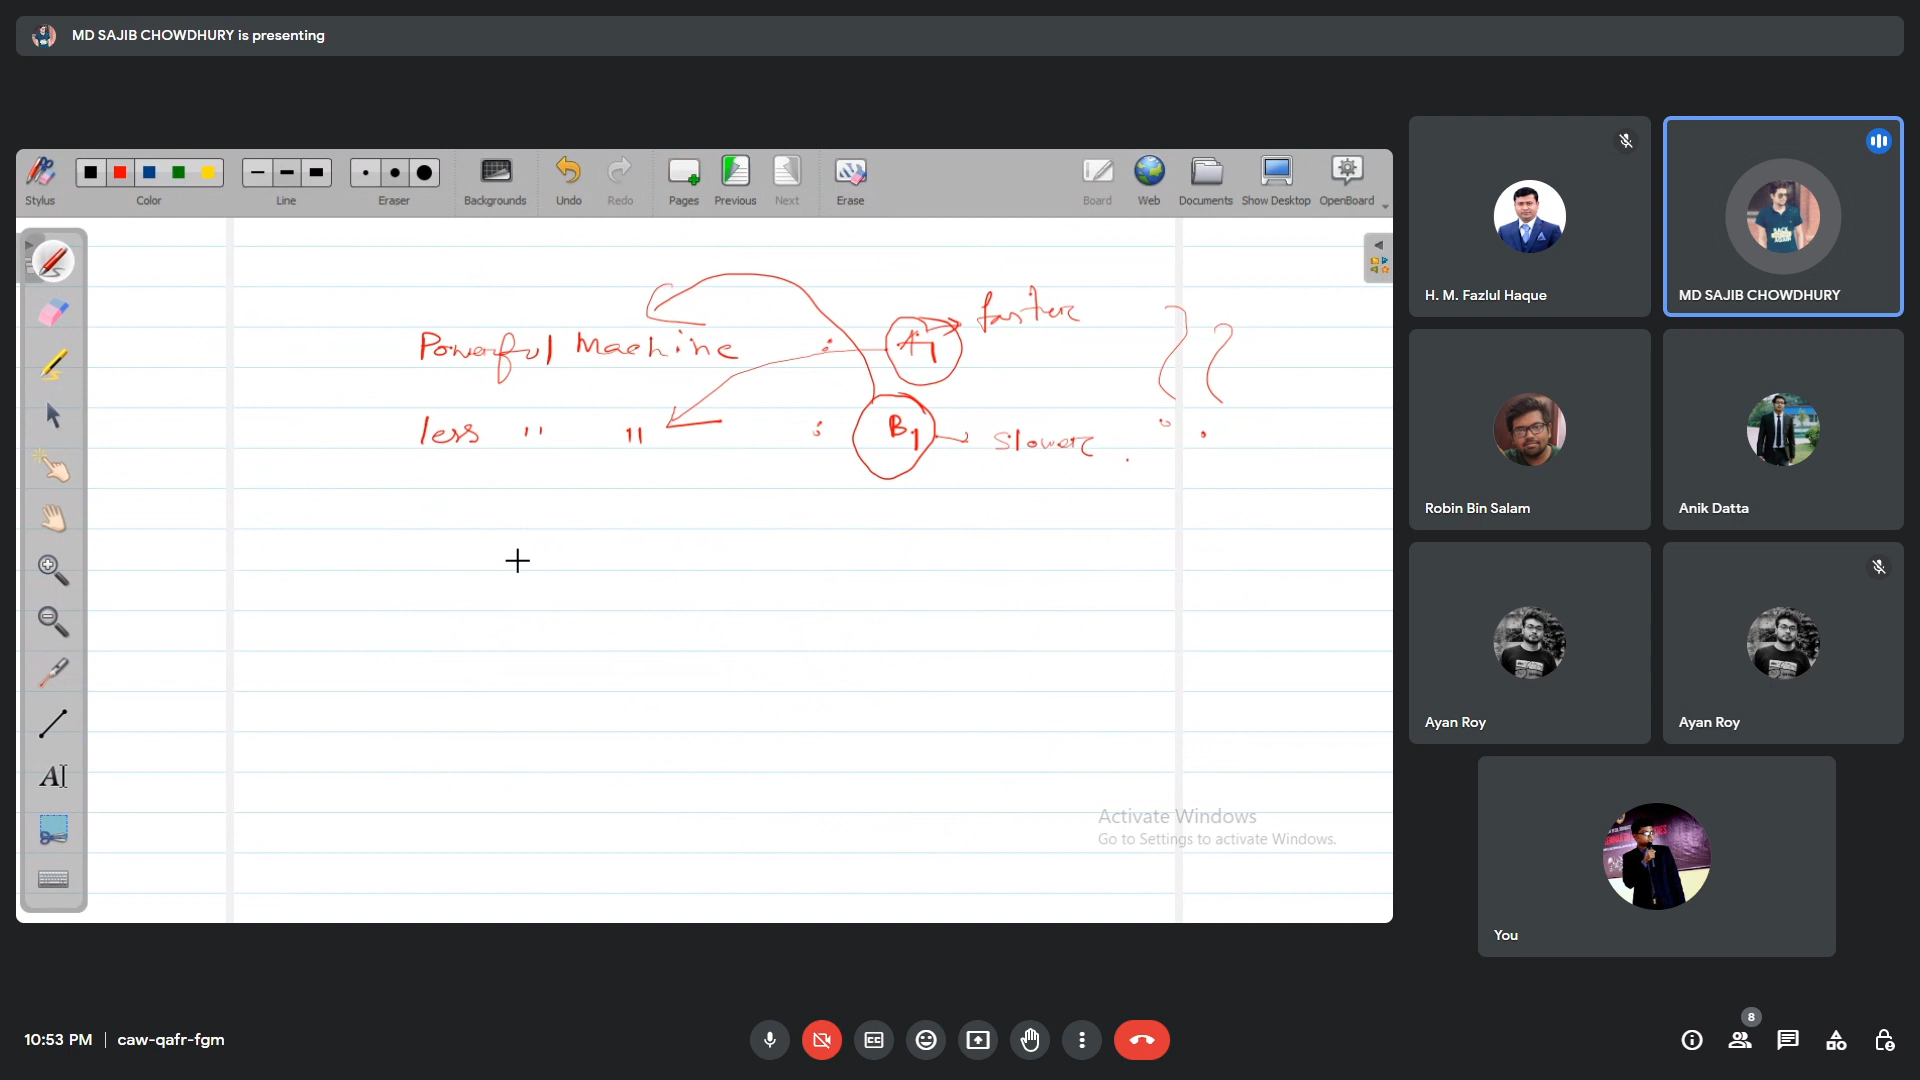 MD SAJIB CHOWDHURY is presenting
Stylus
Color
Line
Eraser
Backgrounds
Undo
Redo
Pages
Previous
Next
Erase
Board
Web
Documents
Show Desktop
OpenBoard
Powerful Machine : A1 faster
less " " : B1 slower
Activate Windows
Go to Settings to activate Windows.
H. M. Fazlul Haque
MD SAJIB CHOWDHURY
Robin Bin Salam
Anik Datta
Ayan Roy
Ayan Roy
You
10:53 PM | caw-qafr-fgm
8